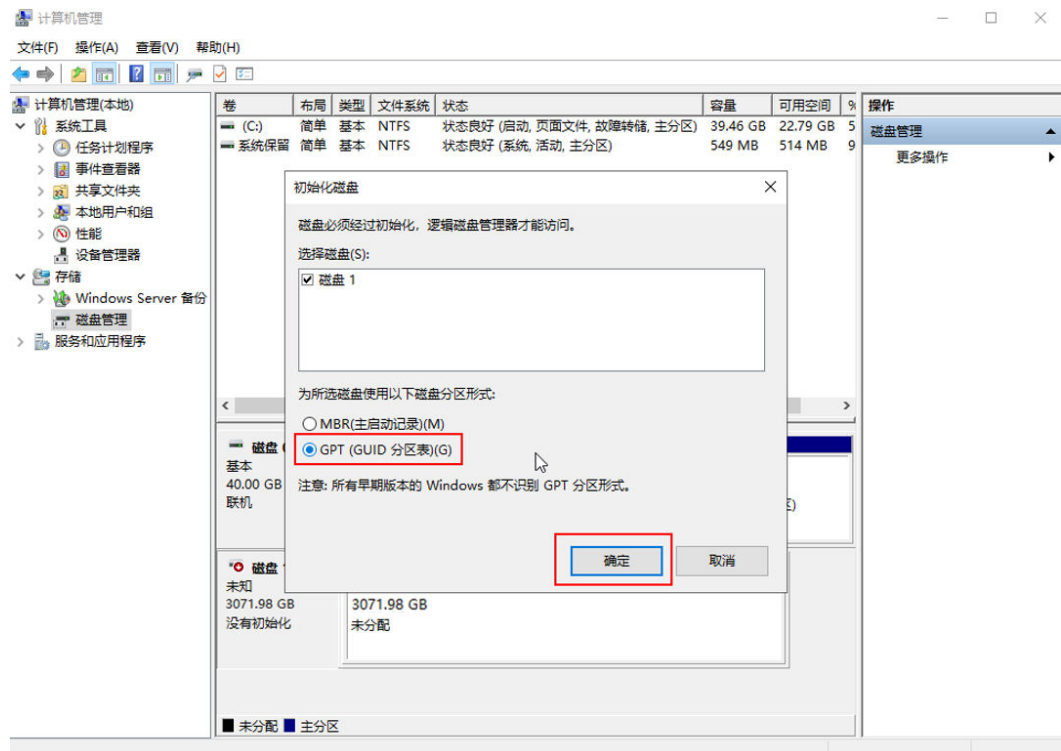 计算机管理
文件(F) 操作(A) 查看(V) 帮助(H)
计算机管理(本地)
系统工具
任务计划程序
事件查看器
共享文件夹
本地用户和组
性能
设备管理器
存储
Windows Server 备份
磁盘管理
服务和应用程序
卷 布局 类型 文件系统 状态 容量 可用空间 %
(C:) 简单 基本 NTFS 状态良好 (启动, 页面文件, 故障转储, 主分区) 39.46 GB 22.79 GB 5
系统保留 简单 基本 NTFS 状态良好 (系统, 活动, 主分区) 549 MB 514 MB 9
操作
磁盘管理
更多操作
初始化磁盘
磁盘必须经过初始化，逻辑磁盘管理器才能访问。
选择磁盘(S):
磁盘 1
为所选磁盘使用以下磁盘分区形式:
MBR(主启动记录)(M)
GPT (GUID 分区表)(G)
注意: 所有早期版本的 Windows 都不识别 GPT 分区形式。
确定 取消
磁盘
基本
40.00 GB
联机
磁盘
未知
3071.98 GB
没有初始化
3071.98 GB
未分配
未分配 主分区